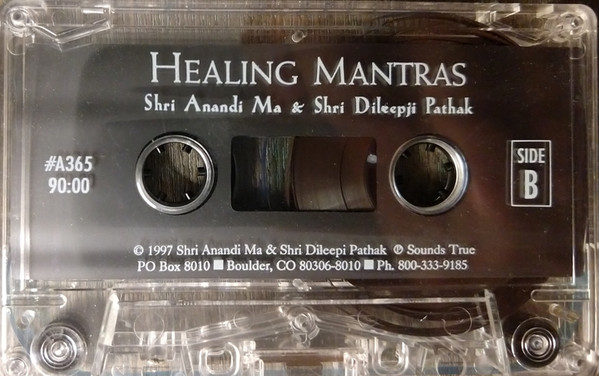 HEALING MANTRAS
Shri Anandi Ma & Shri Dileepji Pathak
#A365
90:00
SIDE
B
© 1997 Shri Anandi Ma & Shri Dileepi Pathak ℗ Sounds True
PO Box 8010 ■ Boulder, CO 80306-8010 ■ Ph. 800-333-9185